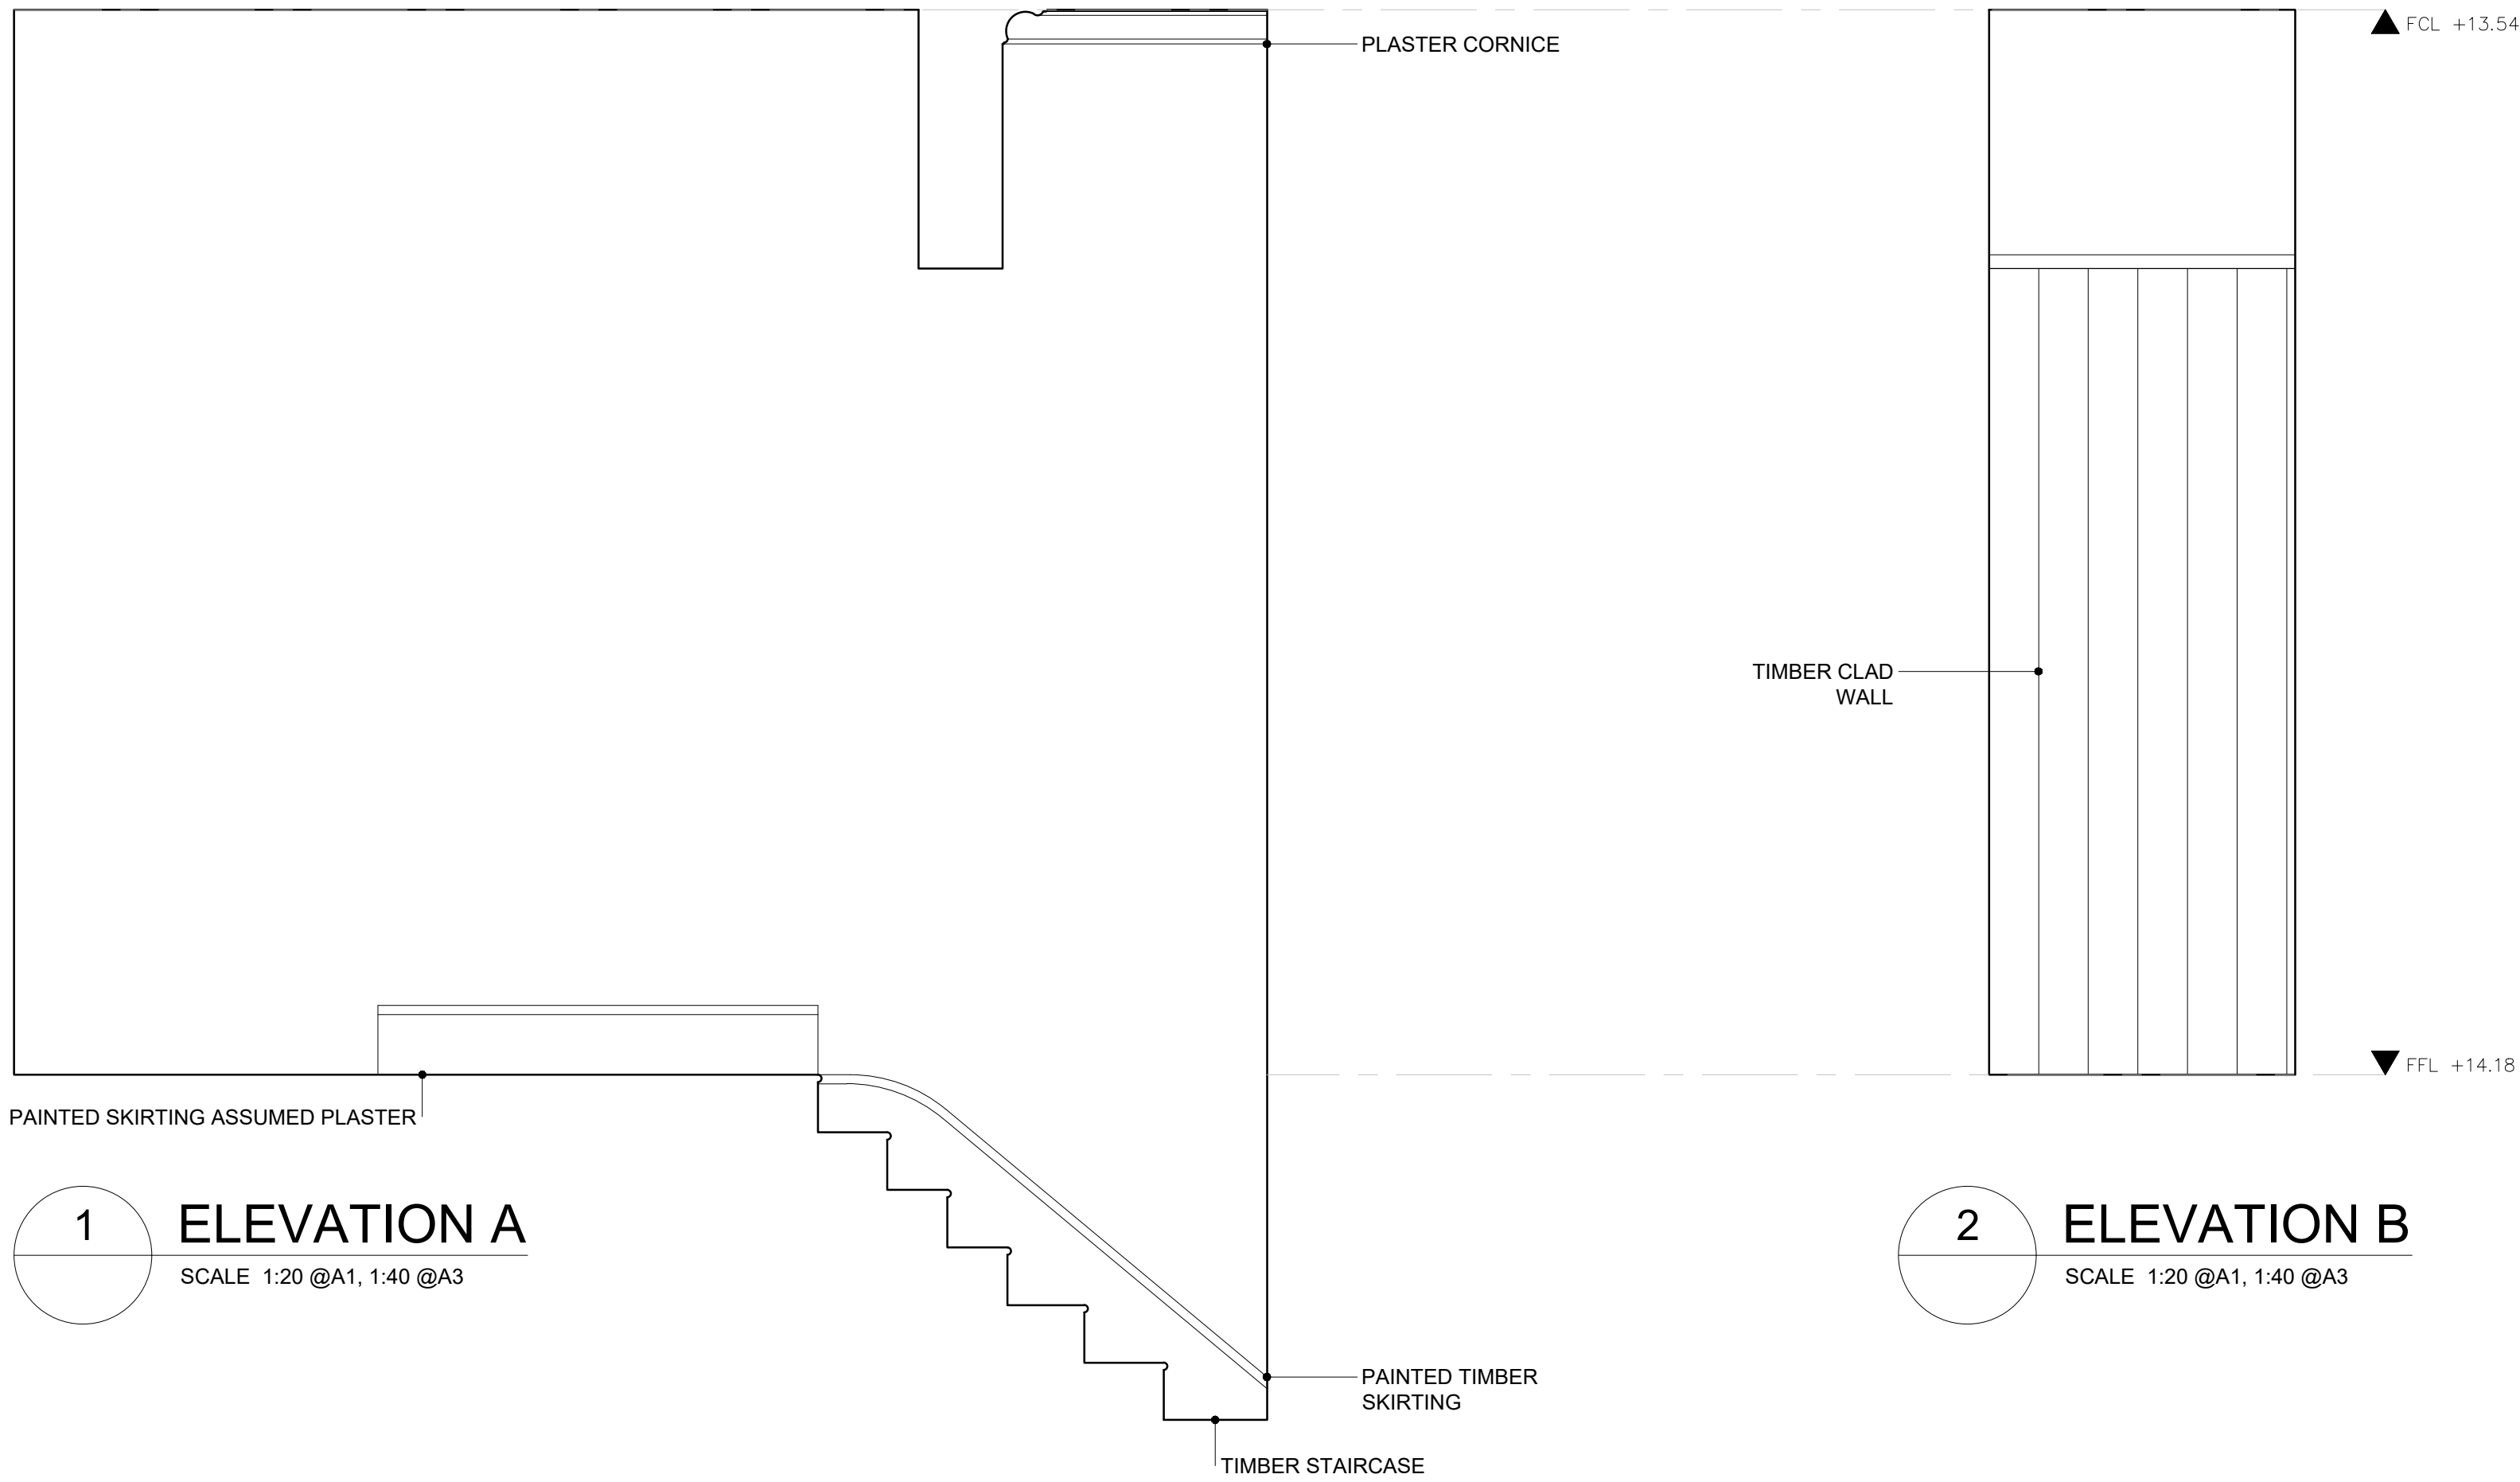 FCL +13.54
PLASTER CORNICE
TIMBER CLAD
WALL
FFL +14.18
PAINTED SKIRTING ASSUMED PLASTER
1
ELEVATION A
SCALE 1:20 @A1, 1:40 @A3
2
ELEVATION B
SCALE 1:20 @A1, 1:40 @A3
PAINTED TIMBER
SKIRTING
TIMBER STAIRCASE